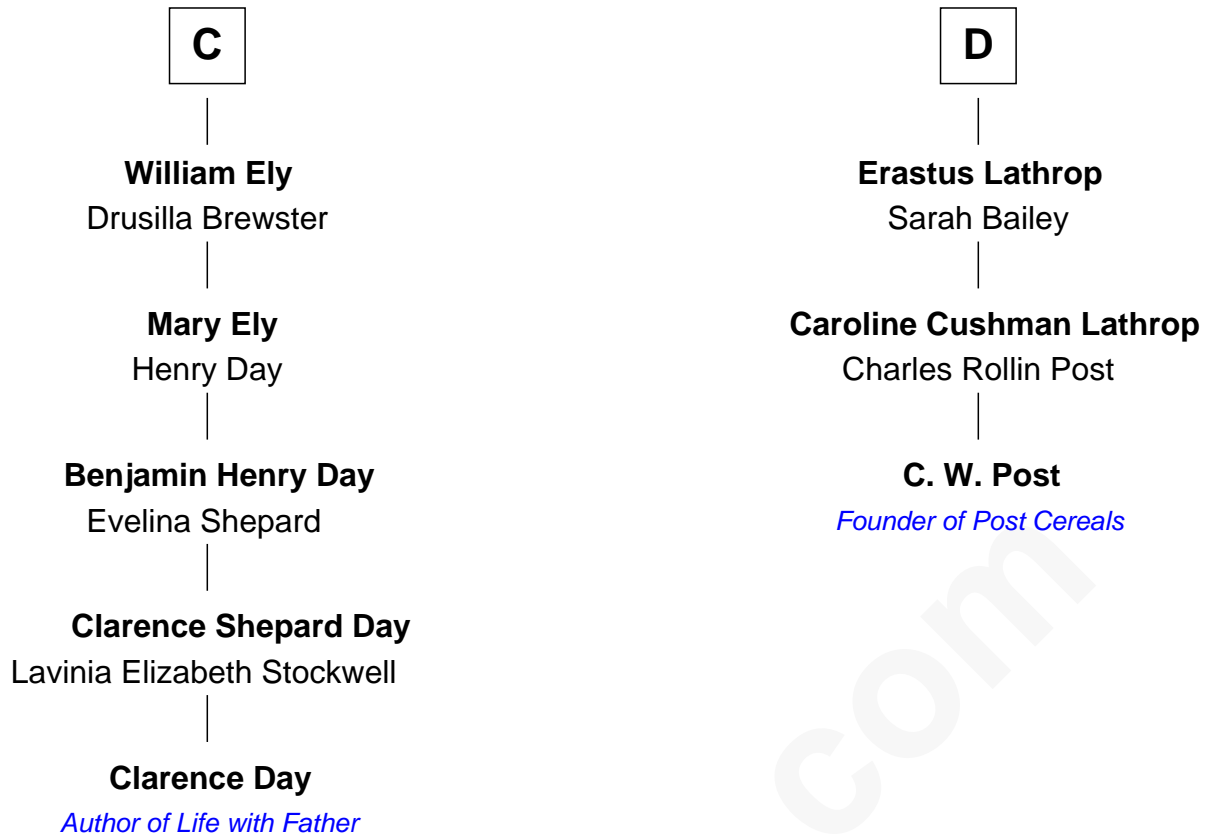 C
William Ely
Drusilla Brewster
Mary Ely
Henry Day
Benjamin Henry Day
Evelina Shepard
Clarence Shepard Day
Lavinia Elizabeth Stockwell
Clarence Day
Author of Life with Father
D
Erastus Lathrop
Sarah Bailey
Caroline Cushman Lathrop
Charles Rollin Post
C. W. Post
Founder of Post Cereals
com